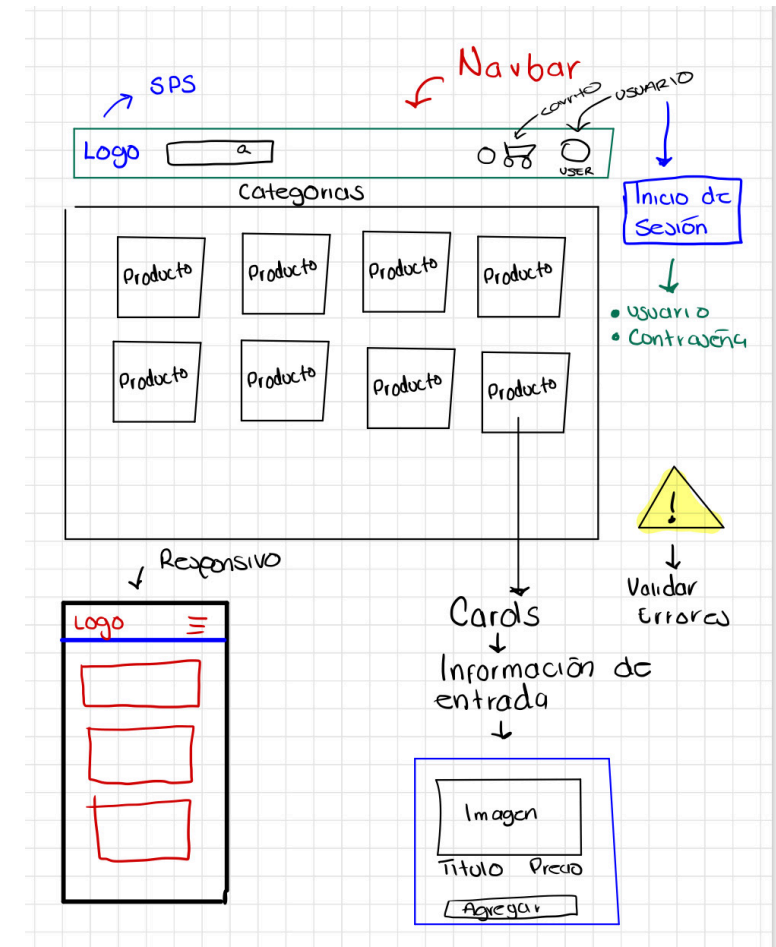 Navbar
SPS
carrito
USUARIO
Logo
USER
Categorias
Inicio de
Sesión
Producto Producto Producto Producto
• Usuario
• Contraseña
Producto Producto Producto Producto
!
Responsivo
Validar
Errores
Logo
Cards
Información de
entrada
Imagen
Titulo Precio
Agregar